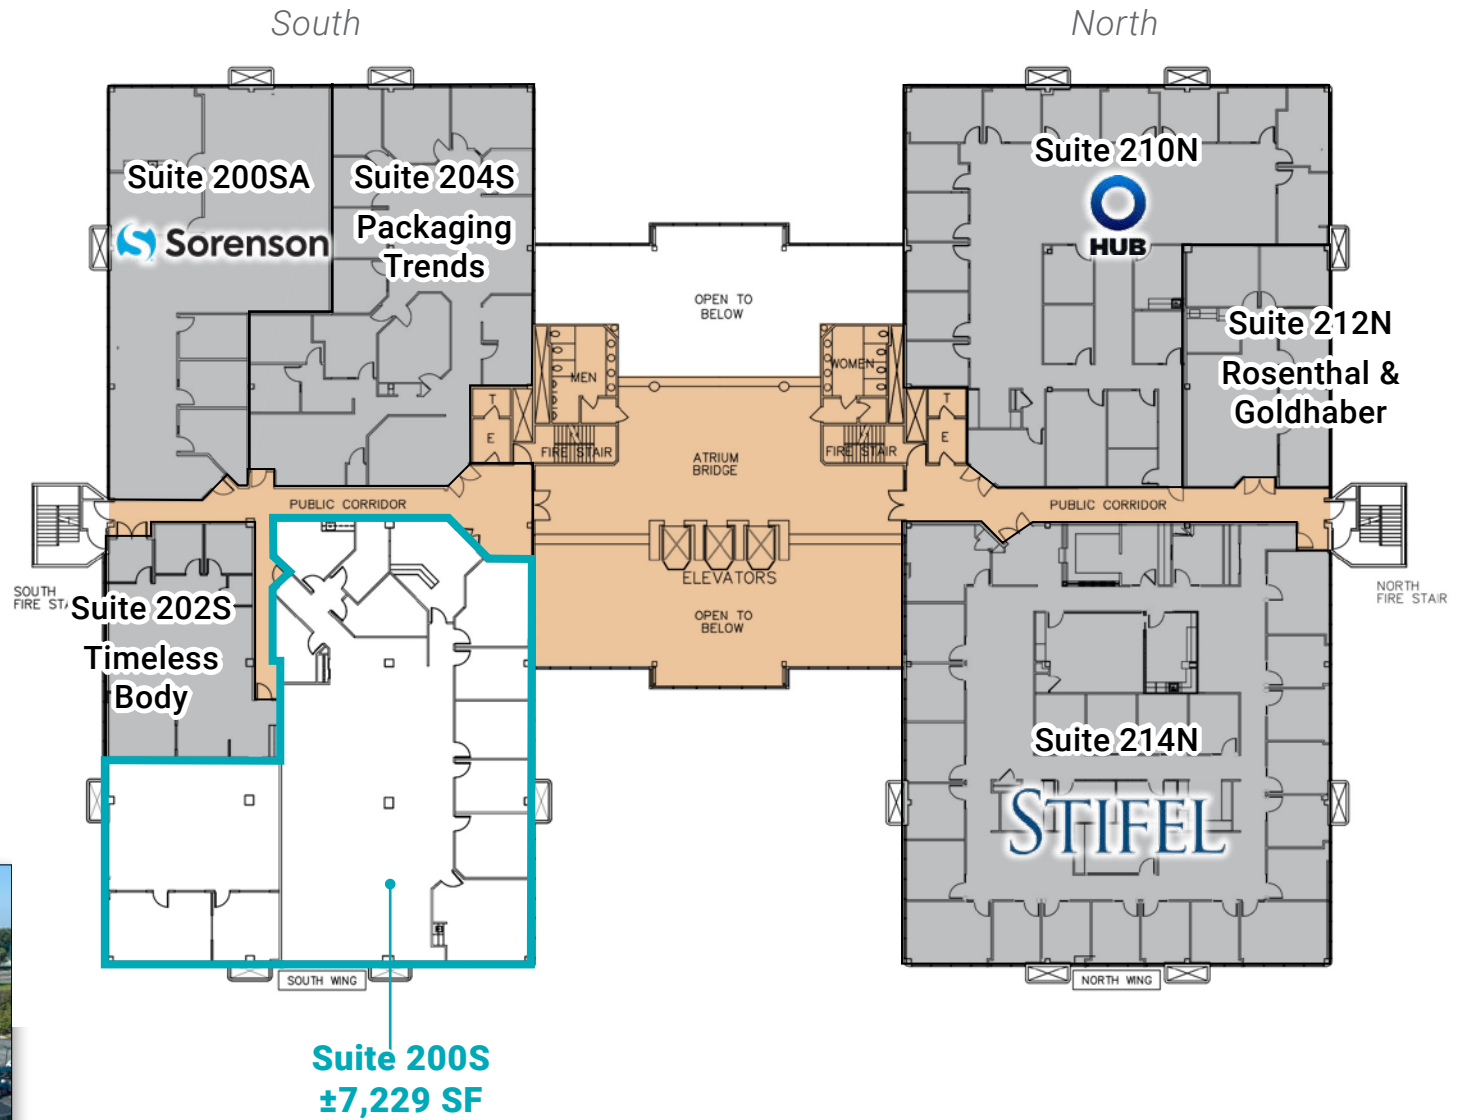 South
North
Suite 200SA
Sorenson
Suite 204S
Packaging
Trends
Suite 210N
HUB
Suite 212N
Rosenthal &
Goldhaber
OPEN TO
BELOW
MEN
WOMEN
T
E
FIRE STAIR
FIRE STAIR
T
E
ATRIUM
BRIDGE
PUBLIC CORRIDOR
PUBLIC CORRIDOR
ELEVATORS
OPEN TO
BELOW
SOUTH
FIRE STA
NORTH
FIRE STAIR
Suite 202S
Timeless
Body
Suite 214N
STIFEL
SOUTH WING
NORTH WING
Suite 200S
±7,229 SF